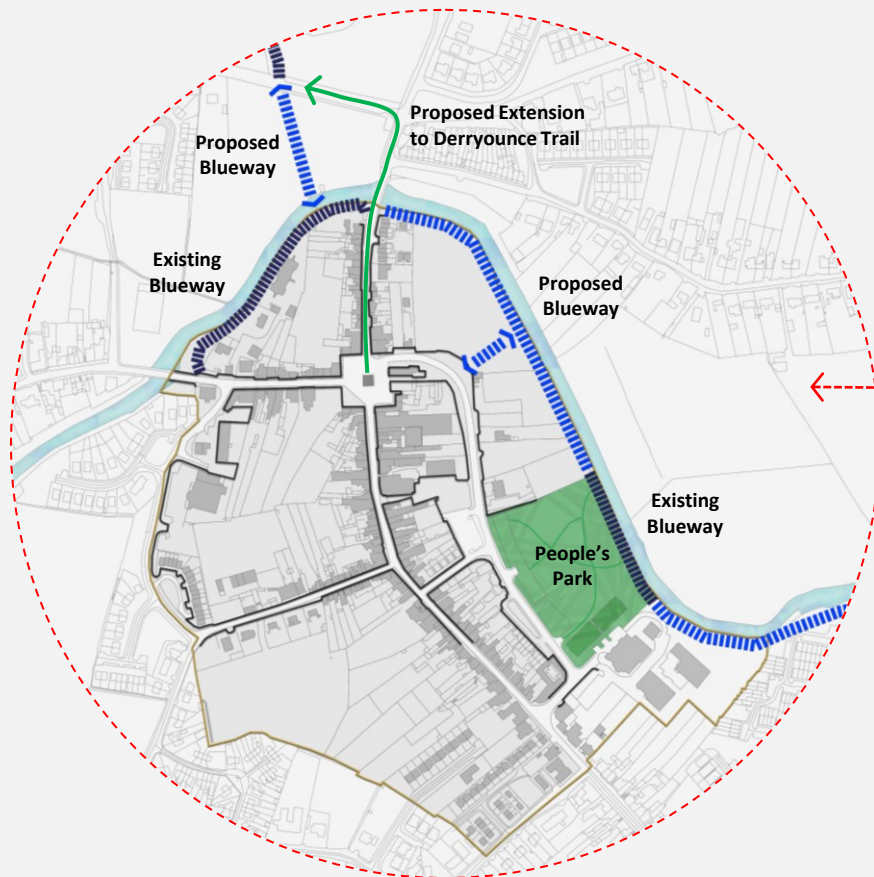 Proposed Extension
to Derryounce Trail
Proposed
Blueway
Existing
Blueway
Proposed
Blueway
Existing
Blueway
People’s
Park